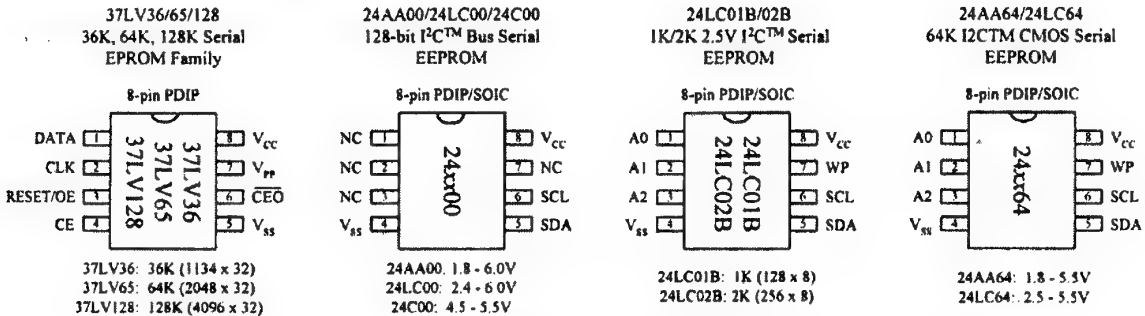 37LV36/65/128
36K, 64K, 128K Serial
EPROM Family
8-pin PDIP
DATA 1
CLK 2
RESET/OE 3
CE 4
8 VCC
7 VPP
6 CEO
5 VSS
37LV36
37LV65
37LV128
37LV36: 36K (1134 x 32)
37LV65: 64K (2048 x 32)
37LV128: 128K (4096 x 32)
24AA00/24LC00/24C00
128-bit I²C™ Bus Serial
EEPROM
8-pin PDIP/SOIC
NC 1
NC 2
NC 3
VSS 4
8 VCC
7 NC
6 SCL
5 SDA
24xx00
24AA00: 1.8 - 6.0V
24LC00: 2.4 - 6.0V
24C00: 4.5 - 5.5V
24LC01B/02B
1K/2K 2.5V I²C™ Serial
EEPROM
8-pin PDIP/SOIC
A0 1
A1 2
A2 3
VSS 4
8 VCC
7 WP
6 SCL
5 SDA
24LC01B
24LC02B
24LC01B: 1K (128 x 8)
24LC02B: 2K (256 x 8)
24AA64/24LC64
64K I2CTM CMOS Serial
EEPROM
8-pin PDIP/SOIC
A0 1
A1 2
A2 3
VSS 4
8 VCC
7 WP
6 SCL
5 SDA
24xx64
24AA64: 1.8 - 5.5V
24LC64: 2.5 - 5.5V